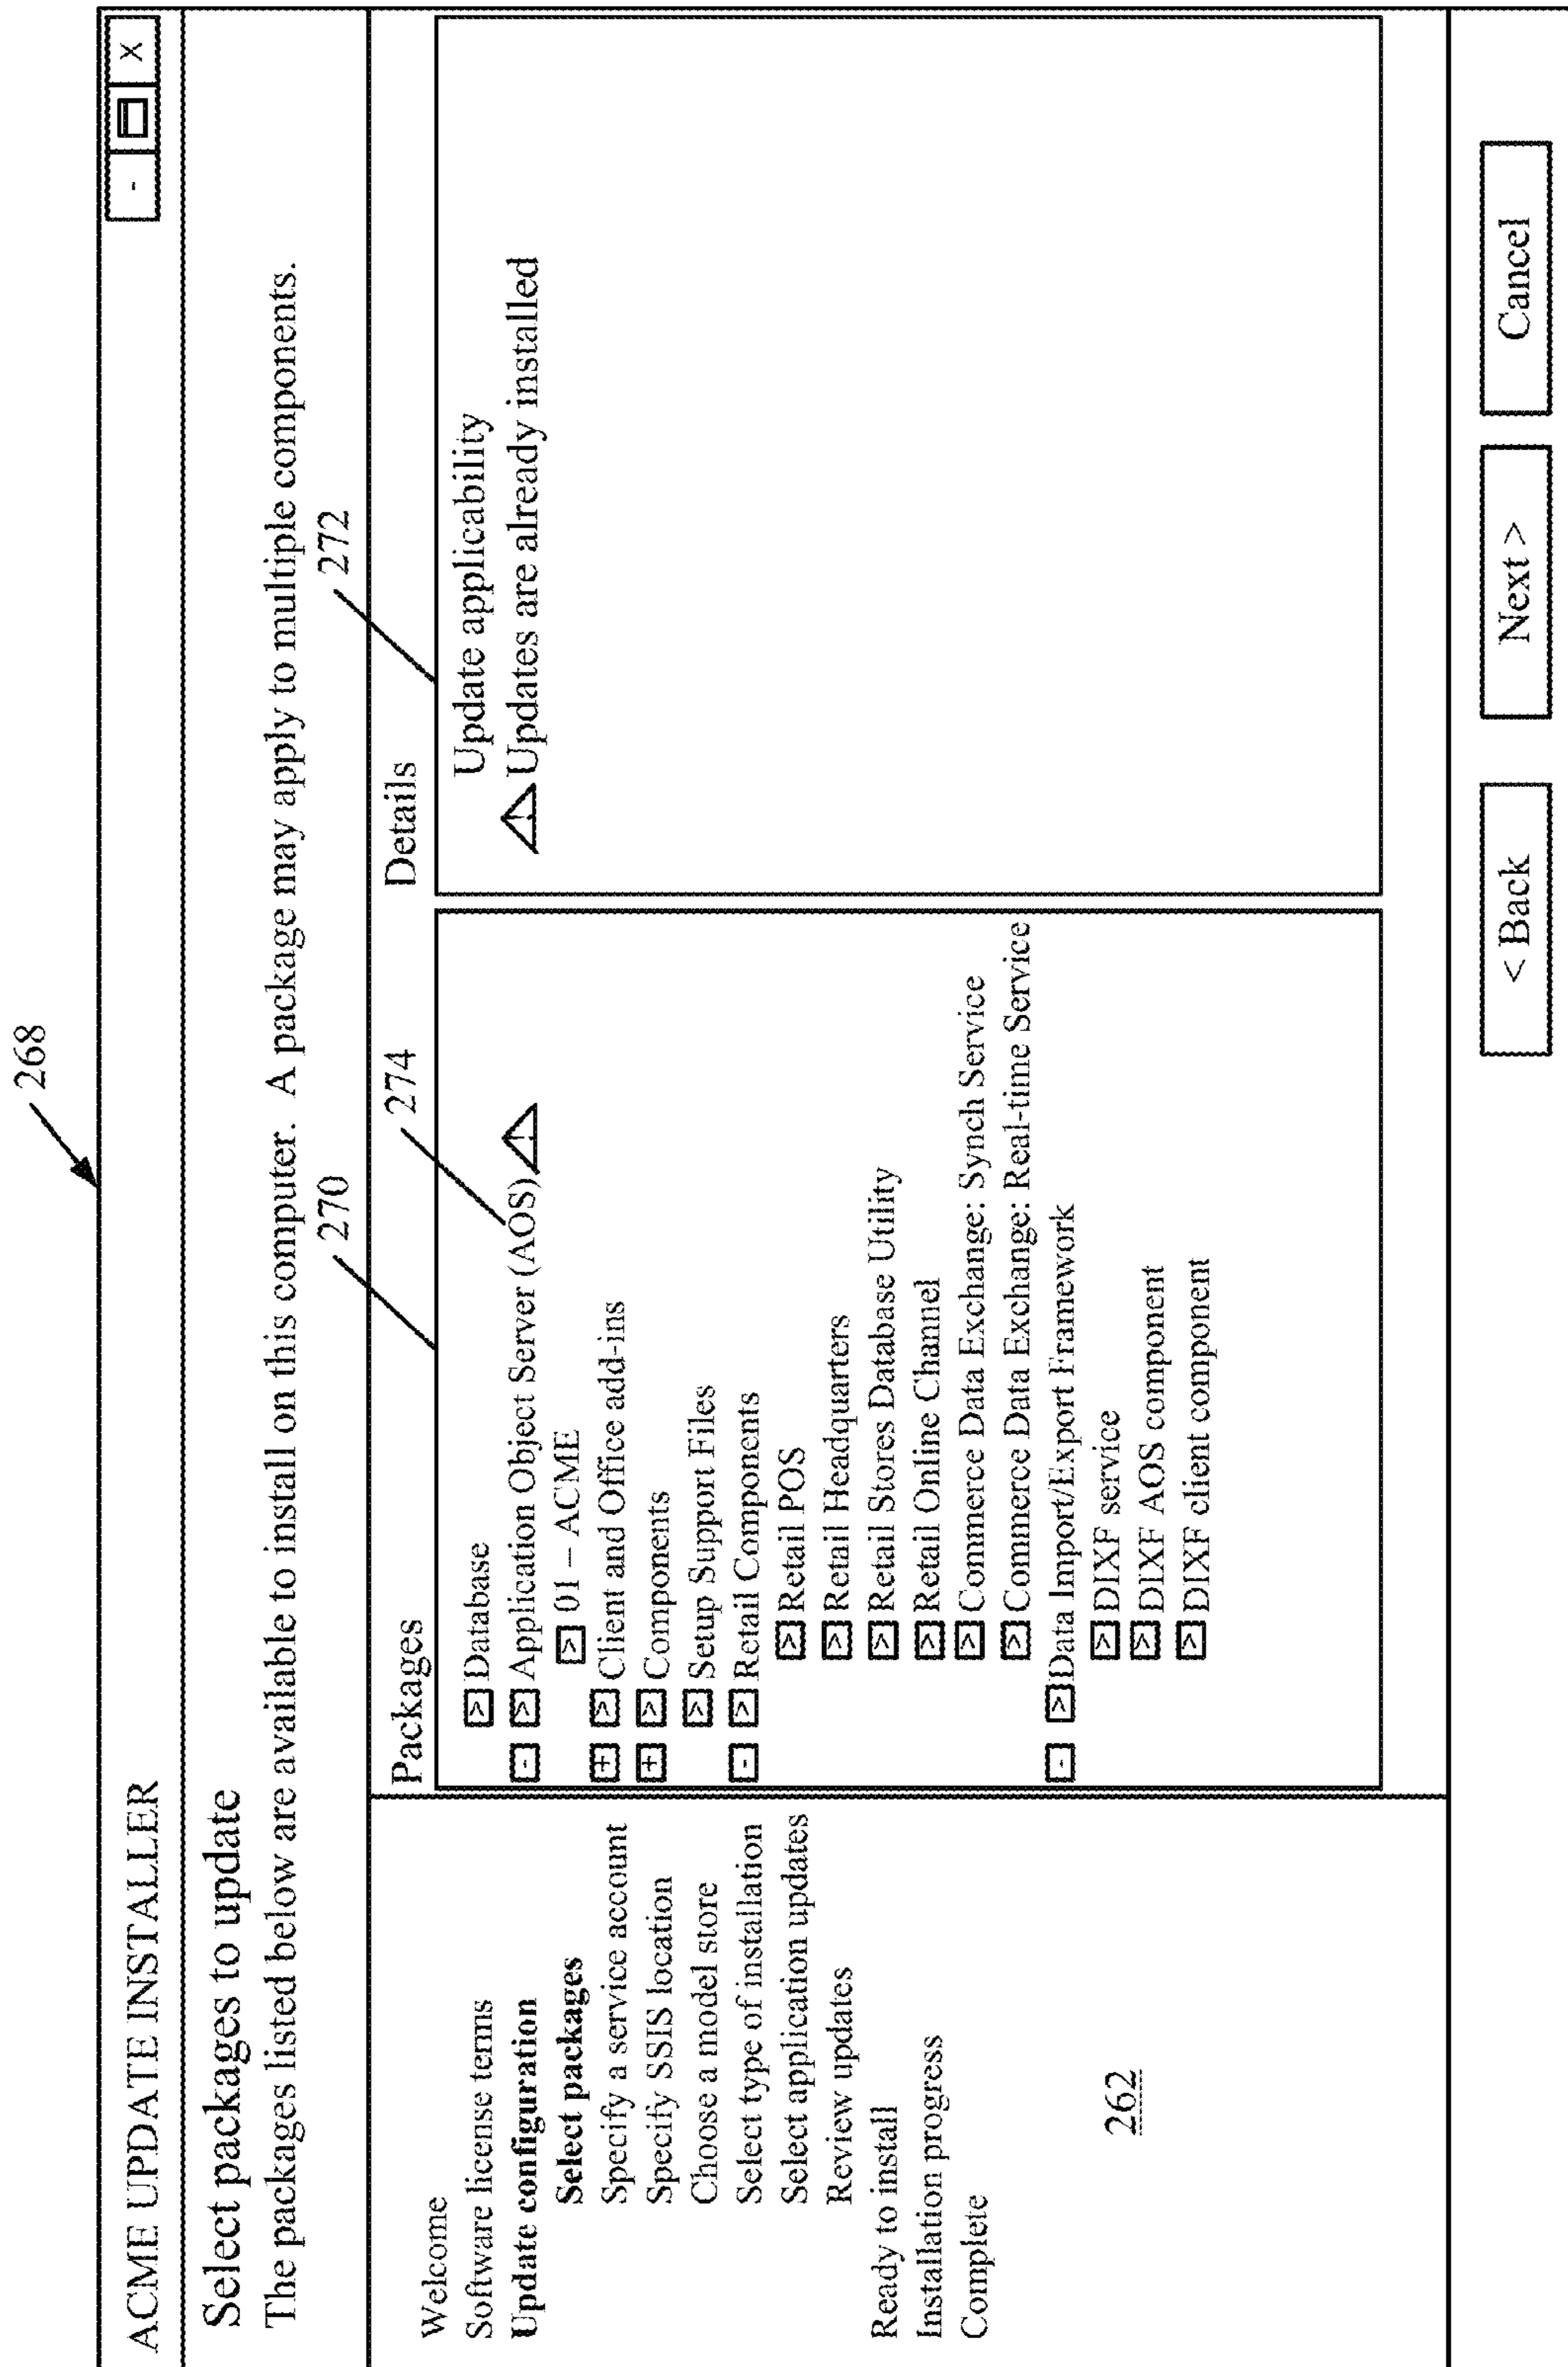 268
ACME UPDATE INSTALLER
- X
Select packages to update
The packages listed below are available to install on this computer. A package may apply to multiple components.
270
274
272
Welcome
Software license terms
Update configuration
Select packages
Specify a service account
Specify SSIS location
Choose a model store
Select type of installation
Select application updates
Review updates
Ready to install
Installation progress
Complete
262
Packages
Database
- Application Object Server (AOS)
01 – ACME
+ Client and Office add-ins
+ Components
Setup Support Files
- Retail Components
Retail POS
Retail Headquarters
Retail Stores Database Utility
Retail Online Channel
Commerce Data Exchange: Synch Service
Commerce Data Exchange: Real-time Service
- Data Import/Export Framework
DIXF service
DIXF AOS component
DIXF client component
Details
Update applicability
Updates are already installed
< Back
Next >
Cancel